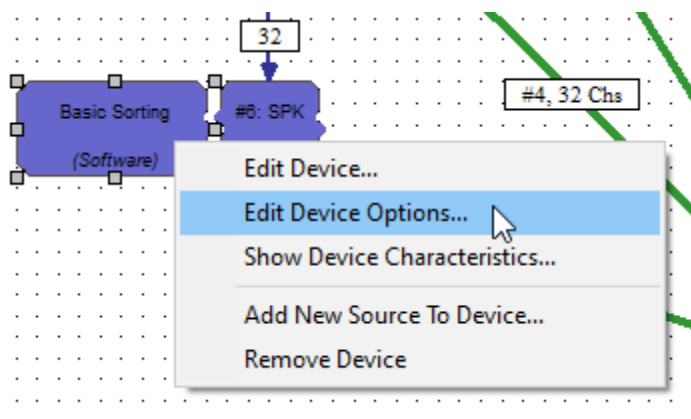 32
Basic Sorting
(Software)
#6: SPK
#4, 32 Chs
Edit Device...
Edit Device Options...
Show Device Characteristics...
Add New Source To Device...
Remove Device